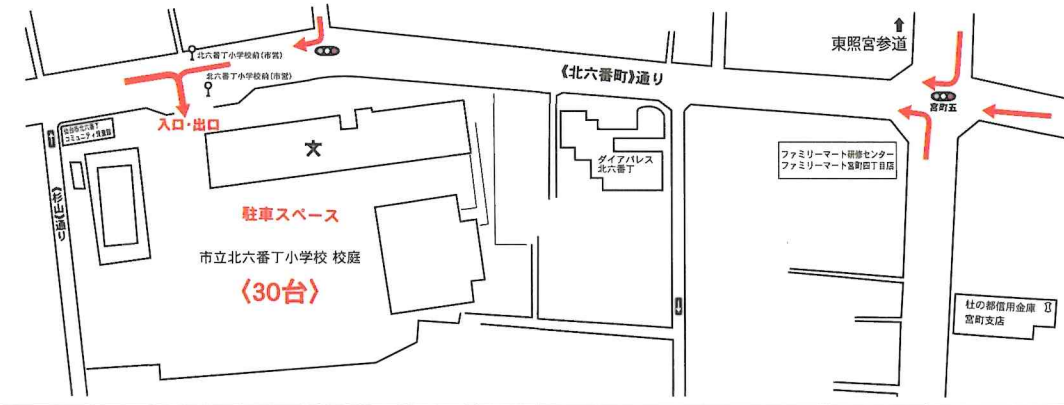 東照宮参道
北六番丁小学校前(市営)
北六番丁小学校前(市営)
《北六番町》通り
宮町五
入口・出口
仙台市北六番丁
コミュニティ児童館
《杉山》通り
文
ダイアパレス
北六番丁
ファミリーマート研修センター
ファミリーマート宮町四丁目店
駐車スペース
市立北六番丁小学校 校庭
〈30台〉
杜の都信用金庫
宮町支店